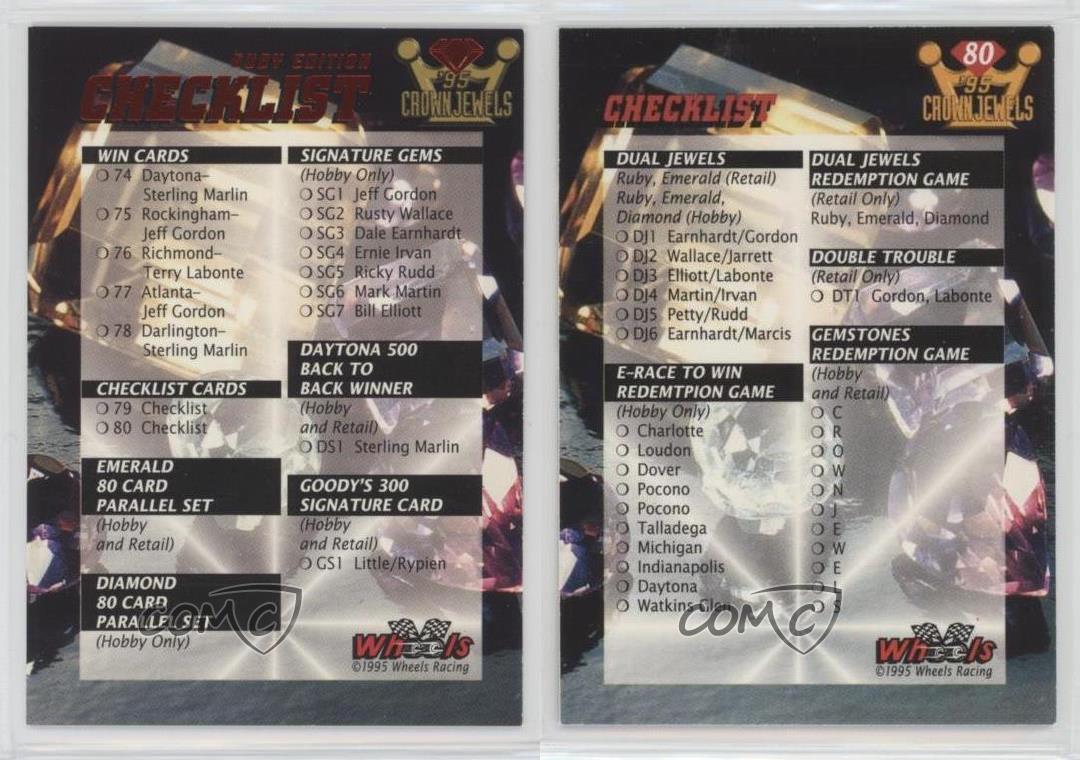 RUBY EDITION
CHECKLIST
'95
CROWN JEWELS
WIN CARDS
74 Daytona–
Sterling Marlin
75 Rockingham–
Jeff Gordon
76 Richmond–
Terry Labonte
77 Atlanta–
Jeff Gordon
78 Darlington–
Sterling Marlin
CHECKLIST CARDS
79 Checklist
80 Checklist
EMERALD
80 CARD
PARALLEL SET
(Hobby
and Retail)
DIAMOND
80 CARD
PARALLEL SET
(Hobby Only)
SIGNATURE GEMS
(Hobby Only)
SG1 Jeff Gordon
SG2 Rusty Wallace
SG3 Dale Earnhardt
SG4 Ernie Irvan
SG5 Ricky Rudd
SG6 Mark Martin
SG7 Bill Elliott
DAYTONA 500
BACK TO
BACK WINNER
(Hobby
and Retail)
DS1 Sterling Marlin
GOODY'S 300
SIGNATURE CARD
(Hobby
and Retail)
GS1 Little/Rypien
COMC
Wheels
©1995 Wheels Racing
80
'95
CROWN JEWELS
CHECKLIST
DUAL JEWELS
Ruby, Emerald (Retail)
Ruby, Emerald,
Diamond (Hobby)
DJ1 Earnhardt/Gordon
DJ2 Wallace/Jarrett
DJ3 Elliott/Labonte
DJ4 Martin/Irvan
DJ5 Petty/Rudd
DJ6 Earnhardt/Marcis
E-RACE TO WIN
REDEMTPION GAME
(Hobby Only)
Charlotte
Loudon
Dover
Pocono
Pocono
Talladega
Michigan
Indianapolis
Daytona
Watkins Glen
DUAL JEWELS
REDEMPTION GAME
(Retail Only)
Ruby, Emerald, Diamond
DOUBLE TROUBLE
(Retail Only)
DT1 Gordon, Labonte
GEMSTONES
REDEMPTION GAME
(Hobby
and Retail)
C
R
O
W
N
J
E
W
E
L
S
COMC
Wheels
©1995 Wheels Racing